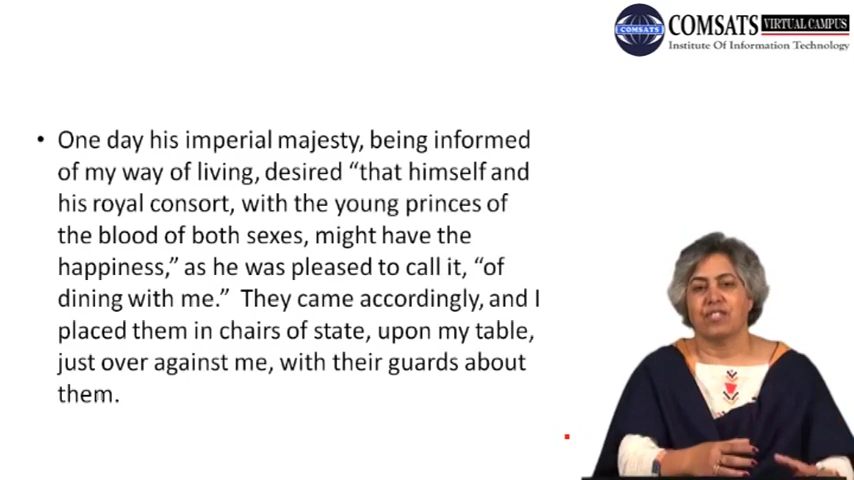 COMSATS VIRTUAL CAMPUS
COMSATS
Institute Of Information Technology
• One day his imperial majesty, being informed
of my way of living, desired “that himself and
his royal consort, with the young princes of
the blood of both sexes, might have the
happiness,” as he was pleased to call it, “of
dining with me.” They came accordingly, and I
placed them in chairs of state, upon my table,
just over against me, with their guards about
them.